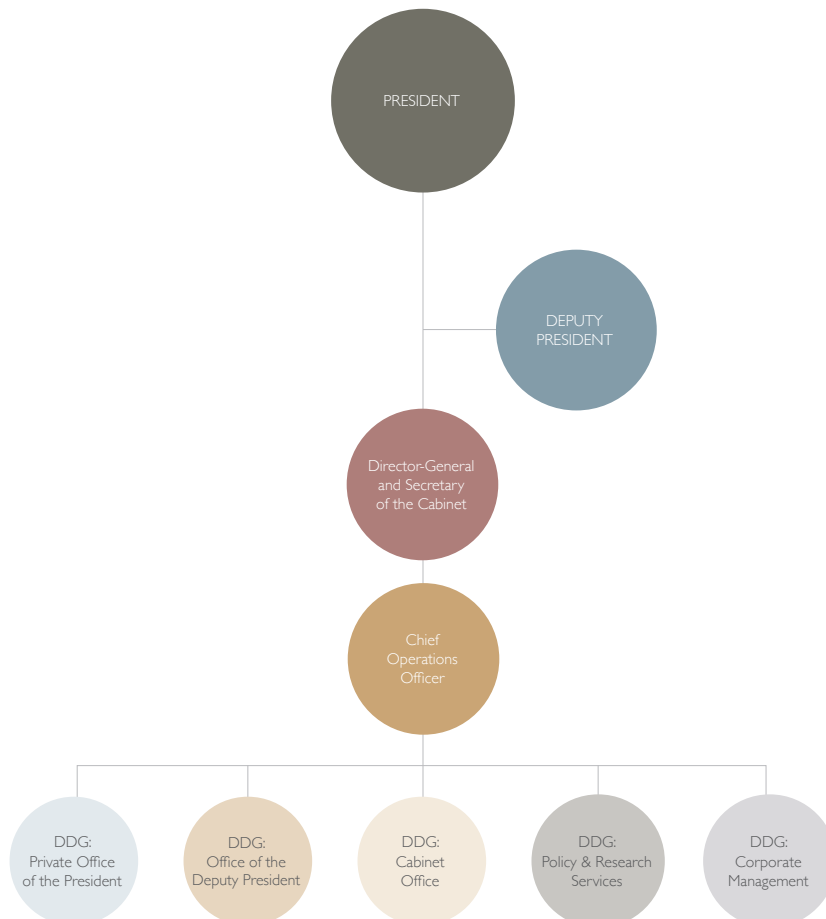 PRESIDENT
DEPUTY
PRESIDENT
Director-General
and Secretary
of the Cabinet
Chief
Operations
Officer
DDG:
Private Office
of the President
DDG:
Office of the
Deputy President
DDG:
Cabinet
Office
DDG:
Policy & Research
Services
DDG:
Corporate
Management